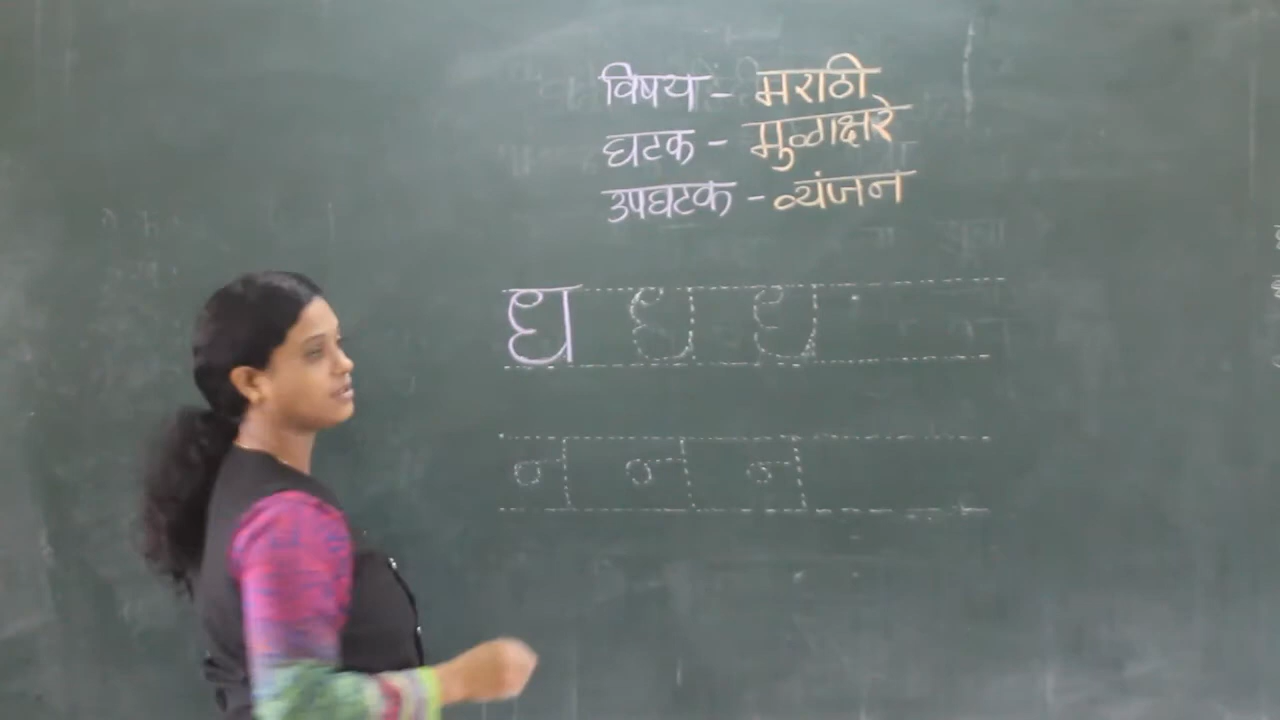 विषय - मराठी
घटक - मुळाक्षरे
उपघटक - व्यंजन
ध ध ध
न न न